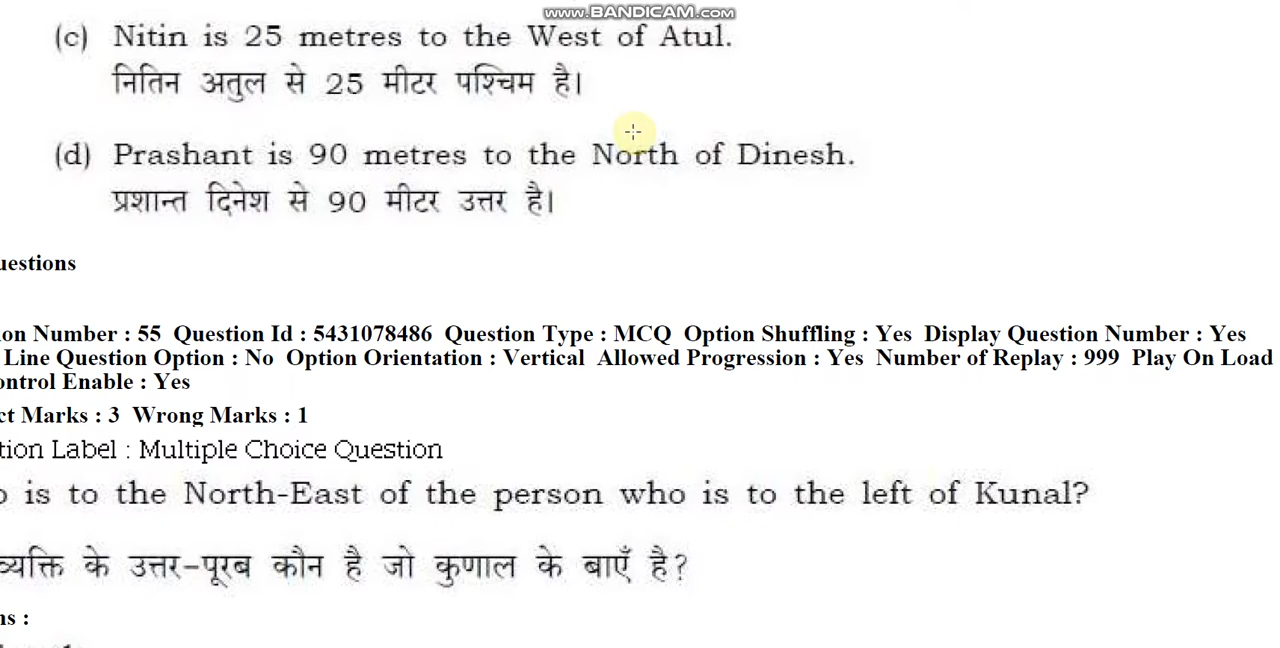 www.BANDICAM.com
(c) Nitin is 25 metres to the West of Atul.
नितिन अतुल से 25 मीटर पश्चिम है।
(d) Prashant is 90 metres to the North of Dinesh.
प्रशान्त दिनेश से 90 मीटर उत्तर है।
uestions
on Number : 55 Question Id : 5431078486 Question Type : MCQ Option Shuffling : Yes Display Question Number : Yes
Line Question Option : No Option Orientation : Vertical Allowed Progression : Yes Number of Replay : 999 Play On Load
ontrol Enable : Yes
ct Marks : 3 Wrong Marks : 1
tion Label : Multiple Choice Question
o is to the North-East of the person who is to the left of Kunal?
व्यक्ति के उत्तर-पूरब कौन है जो कुणाल के बाएँ है?
ns :